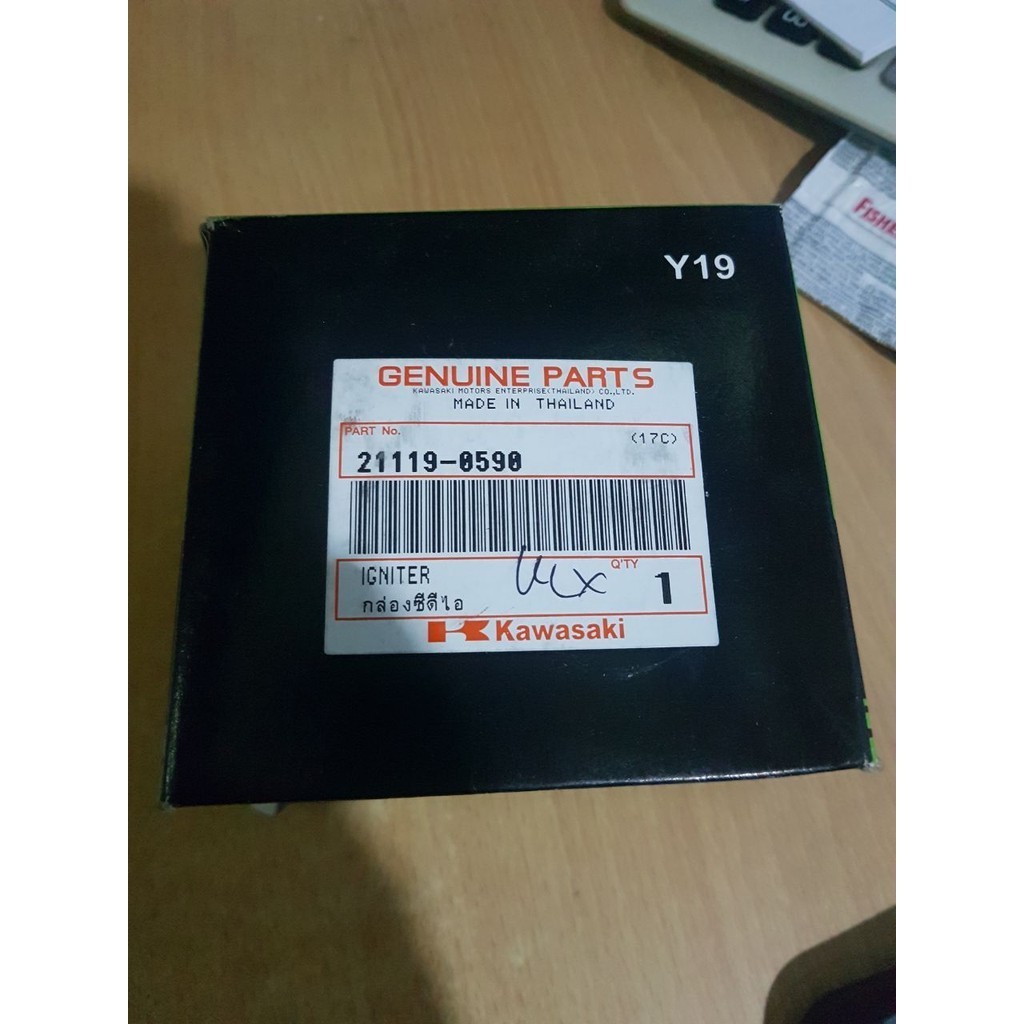 Y19
GENUINE PARTS
KAWASAKI MOTORS ENTERPRISE(THAILAND) CO.,LTD.
MADE IN THAILAND
PART No.
(17C)
21119-0590
IGNITER
Q'TY
1
กล่องซีดีไอ
Kawasaki